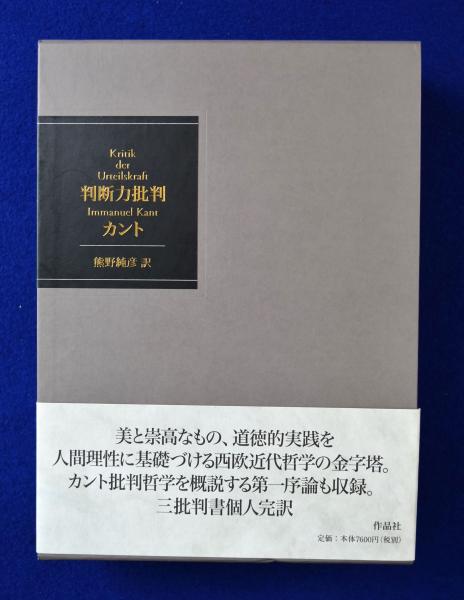 Kritik
der
Urteilskraft
判断力批判
Immanuel Kant
カント
熊野純彦 訳
美と崇高なもの、道徳的実践を
人間理性に基礎づける西欧近代哲学の金字塔。
カント批判哲学を概説する第一序論も収録。
三批判書個人完訳
作品社
定価：本体7600円(税別)